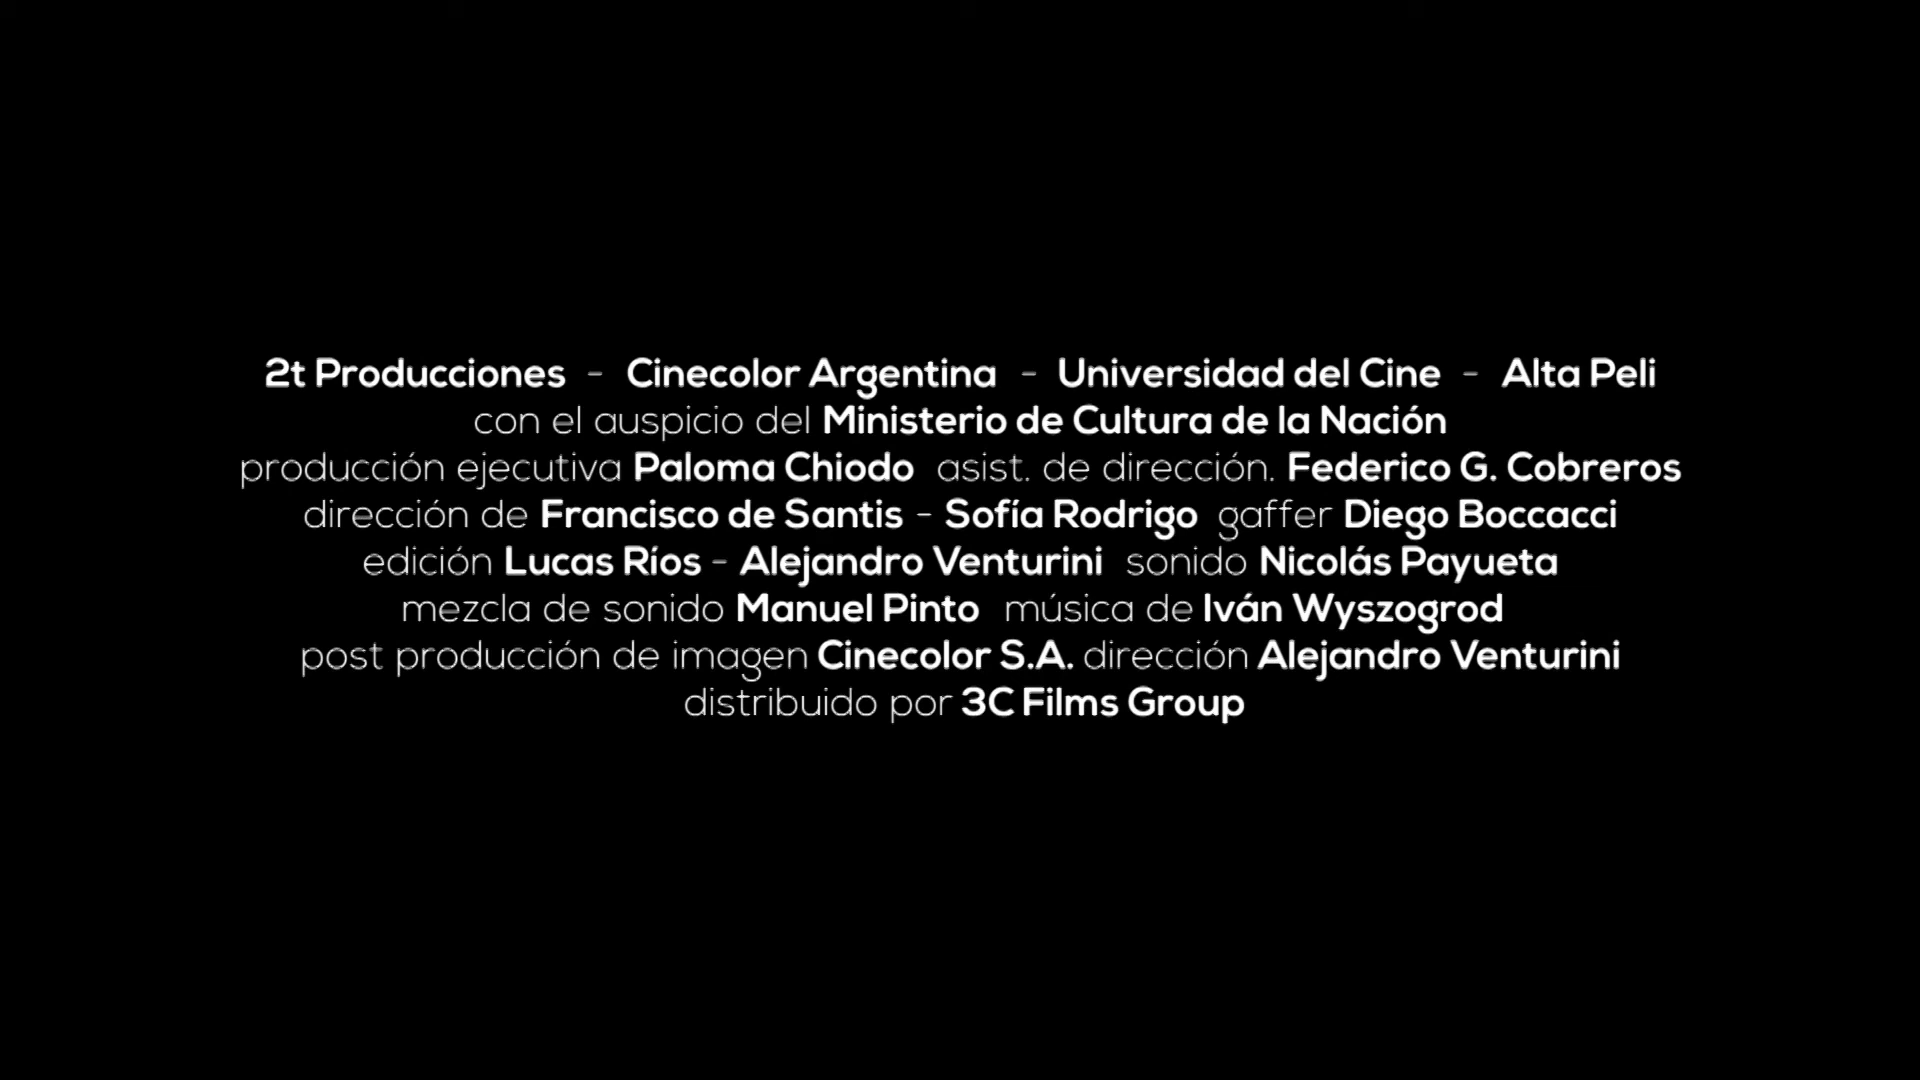 2t Producciones - Cinecolor Argentina - Universidad del Cine - Alta Peli
con el auspicio del Ministerio de Cultura de la Nación
producción ejecutiva Paloma Chiodo asist. de dirección. Federico G. Cobreros
dirección de Francisco de Santis - Sofía Rodrigo gaffer Diego Boccacci
edición Lucas Ríos - Alejandro Venturini sonido Nicolás Payueta
mezcla de sonido Manuel Pinto música de Iván Wyszogrod
post producción de imagen Cinecolor S.A. dirección Alejandro Venturini
distribuido por 3C Films Group